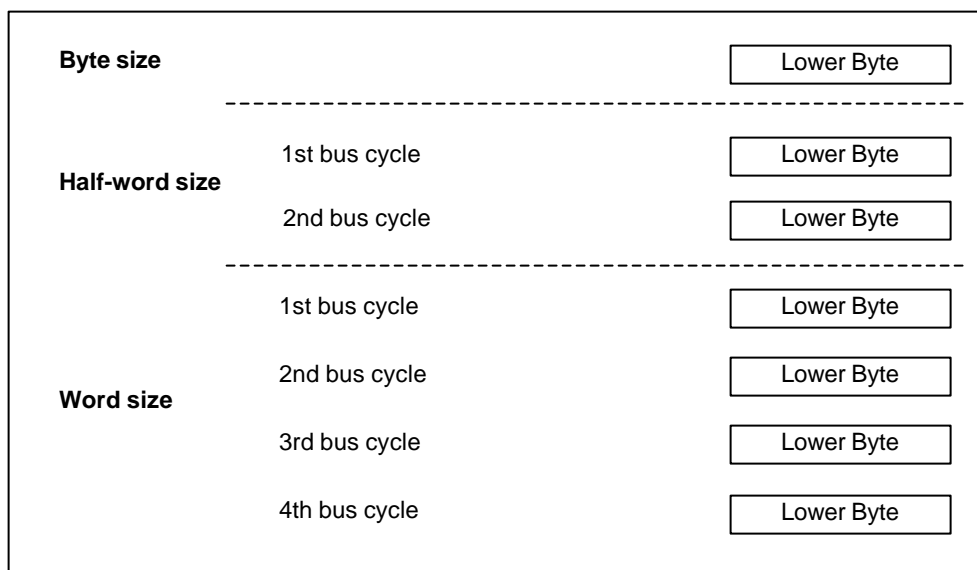 Byte size
Lower Byte
1st bus cycle
Lower Byte
Half-word size
2nd bus cycle
Lower Byte
1st bus cycle
Lower Byte
2nd bus cycle
Lower Byte
Word size
3rd bus cycle
Lower Byte
4th bus cycle
Lower Byte